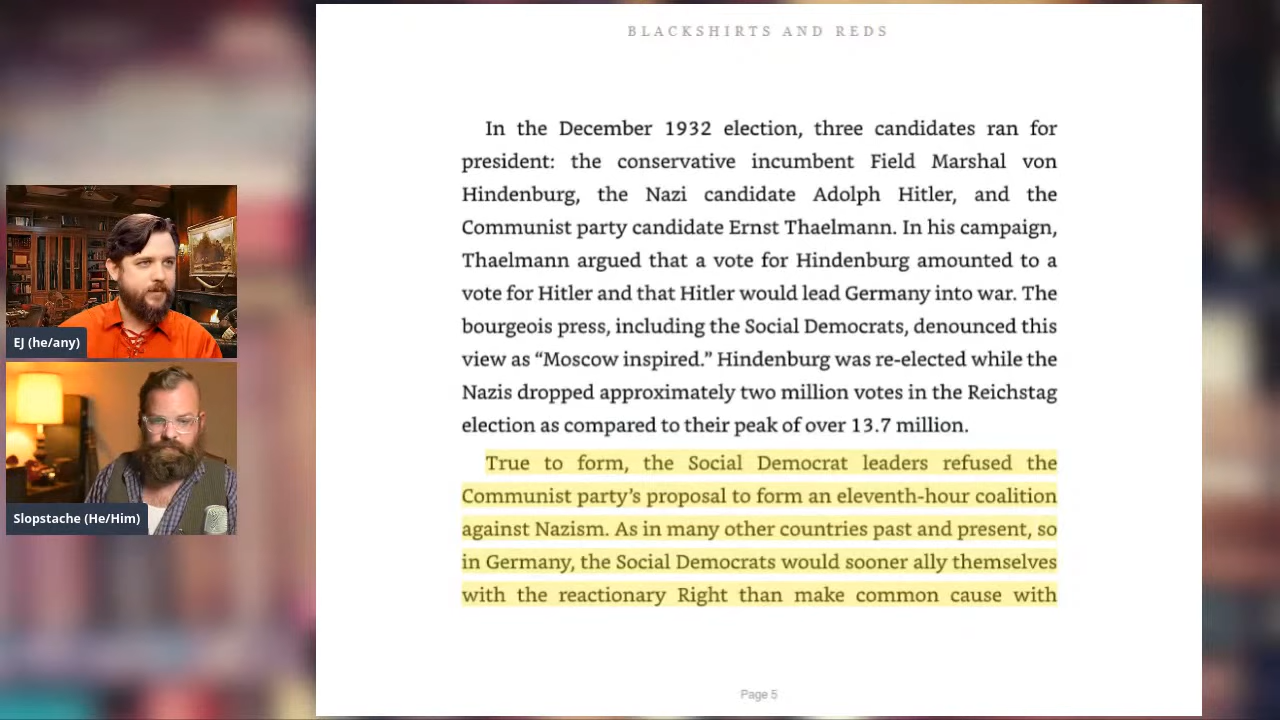 BLACKSHIRTS AND REDS
In the December 1932 election, three candidates ran for
president: the conservative incumbent Field Marshal von
Hindenburg, the Nazi candidate Adolph Hitler, and the
Communist party candidate Ernst Thaelmann. In his campaign,
Thaelmann argued that a vote for Hindenburg amounted to a
vote for Hitler and that Hitler would lead Germany into war. The
bourgeois press, including the Social Democrats, denounced this
view as “Moscow inspired.” Hindenburg was re-elected while the
Nazis dropped approximately two million votes in the Reichstag
election as compared to their peak of over 13.7 million.
True to form, the Social Democrat leaders refused the
Communist party’s proposal to form an eleventh-hour coalition
against Nazism. As in many other countries past and present, so
in Germany, the Social Democrats would sooner ally themselves
with the reactionary Right than make common cause with
Page 5
EJ (he/any)
Slopstache (He/Him)